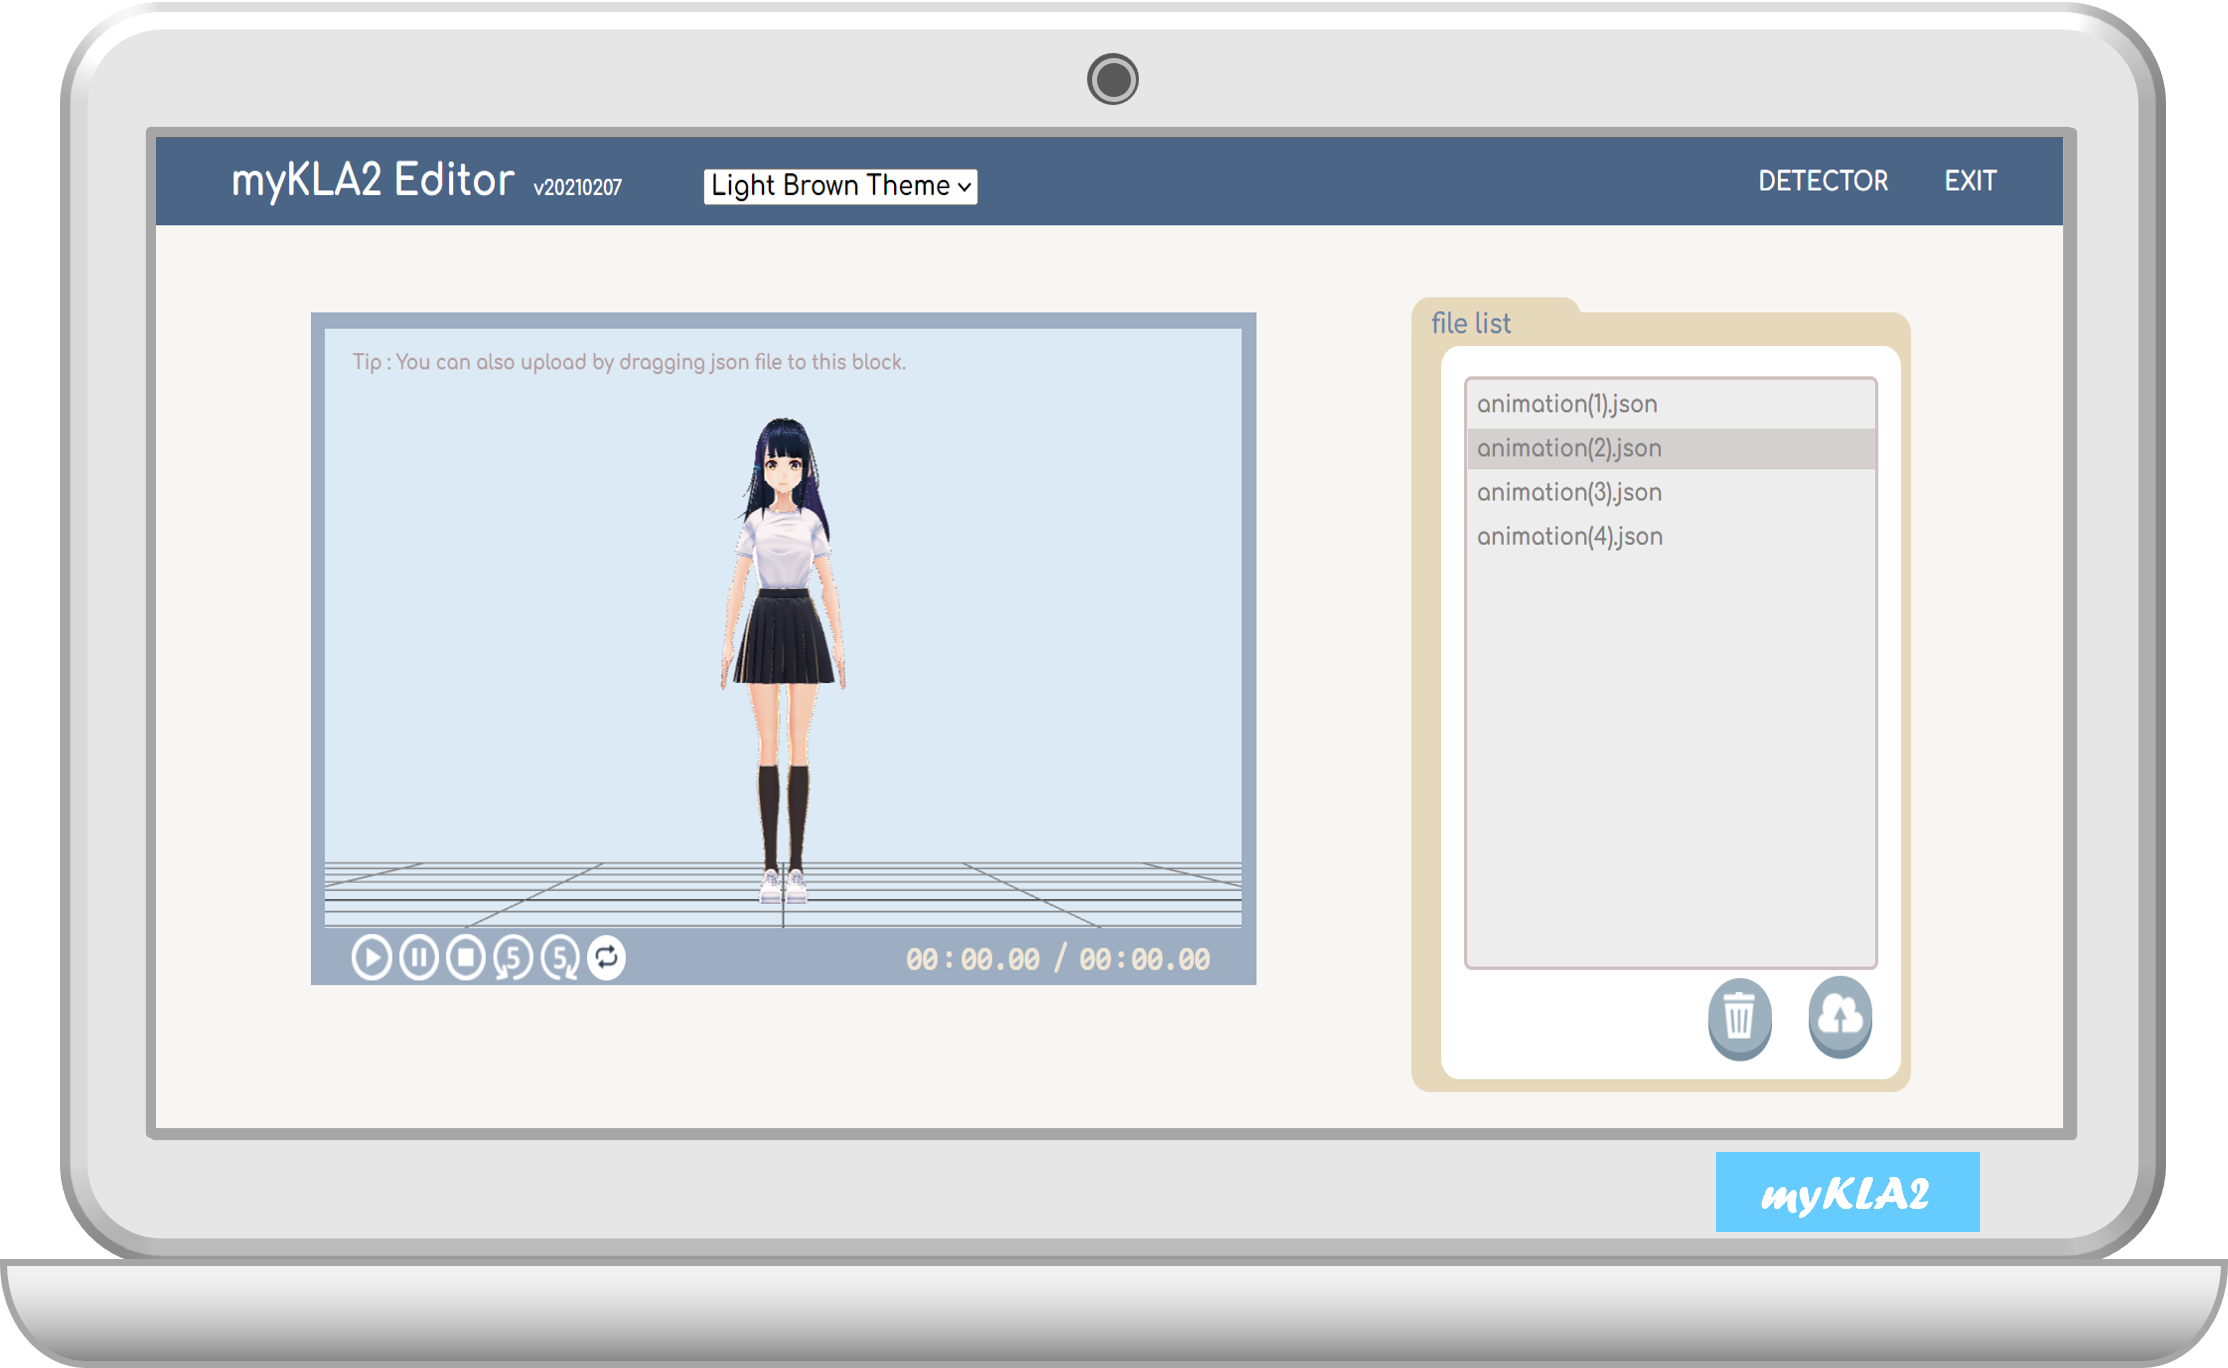 myKLA2 Editor v20210207
Light Brown Theme
DETECTOR
EXIT
Tip : You can also upload by dragging json file to this block.
5
5
00:00.00 / 00:00.00
file list
animation(1).json
animation(2).json
animation(3).json
animation(4).json
myKLA2